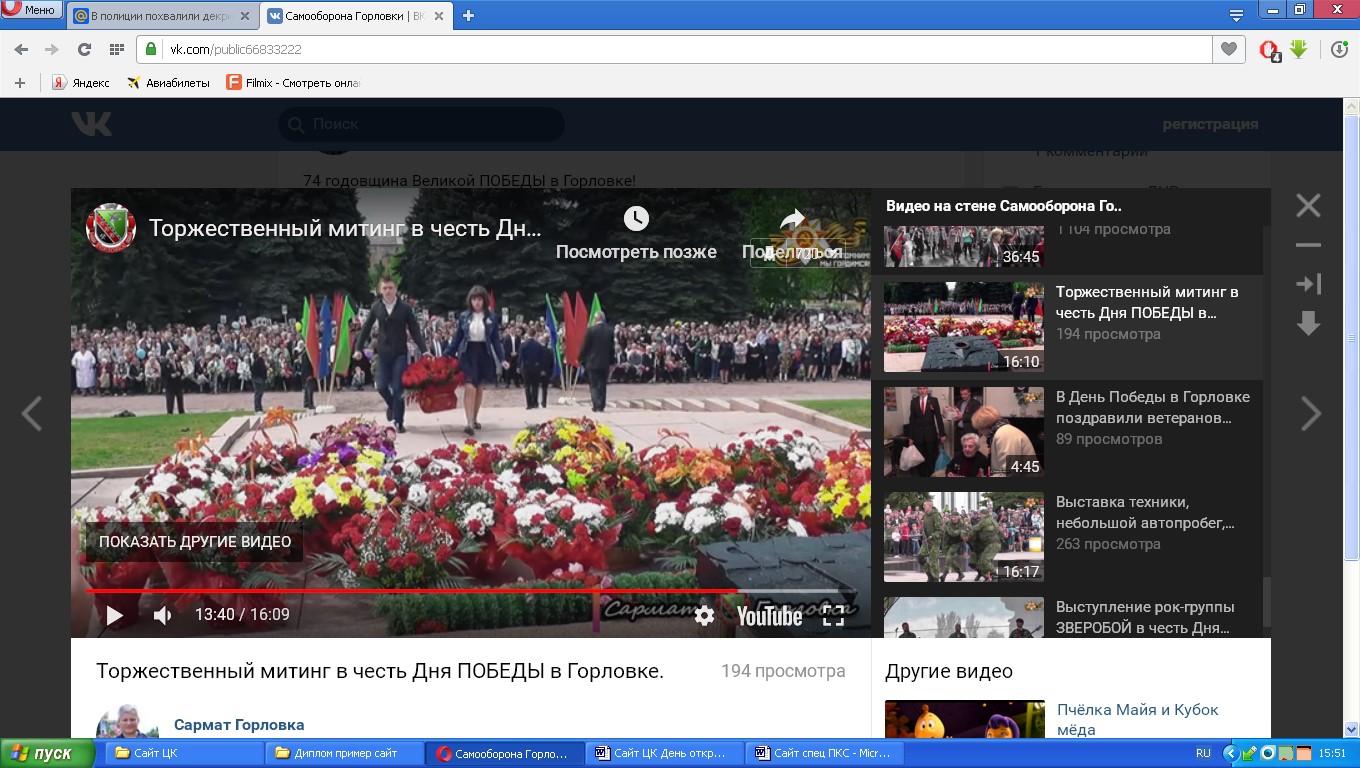 Меню
В полиции похвалили декр
Самооборона Горловки | ВК
vk.com/public66833222
4
Яндекс
Авиабилеты
Filmix - Смотреть онла
Поиск
регистрация
74 годовщина Великой ПОБЕДЫ в Горловке!
1 комментарий
Торжественный митинг в честь Дн...
Посмотреть позже
Поделиться
ПОКАЗАТЬ ДРУГИЕ ВИДЕО
13:40 / 16:09
Сармат Горловка
YouTube
Видео на стене Самооборона Го..
1 104 просмотра
36:45
Торжественный митинг в
честь Дня ПОБЕДЫ в...
194 просмотра
16:10
В День Победы в Горловке
поздравили ветеранов...
89 просмотров
4:45
Выставка техники,
небольшой автопробег,...
263 просмотра
16:17
Выступление рок-группы
ЗВЕРОБОЙ в честь Дня...
Торжественный митинг в честь Дня ПОБЕДЫ в Горловке.
194 просмотра
Сармат Горловка
Другие видео
Пчёлка Майя и Кубок
мёда
пуск
Сайт ЦК
Диплом пример сайт
Самооборона Горло...
Сайт ЦК День откр...
Сайт спец ПКС - Micr...
RU
15:51